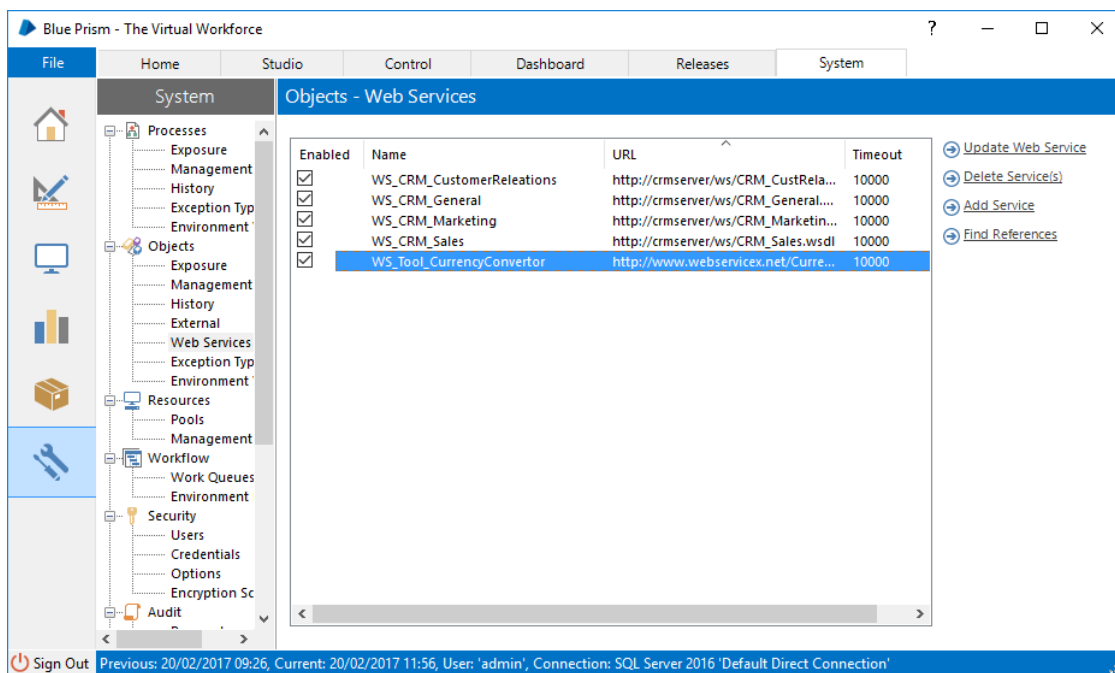 Blue Prism - The Virtual Workforce
?
File Home Studio Control Dashboard Releases System
System
Objects - Web Services
Processes
Exposure
Management
History
Exception Typ
Environment
Objects
Exposure
Management
History
External
Web Services
Exception Typ
Environment
Resources
Pools
Management
Workflow
Work Queues
Environment
Security
Users
Credentials
Options
Encryption Sc
Audit
Enabled Name URL Timeout
WS_CRM_CustomerReleations http://crmserver/ws/CRM_CustRela... 10000
WS_CRM_General http://crmserver/ws/CRM_General.... 10000
WS_CRM_Marketing http://crmserver/ws/CRM_Marketin... 10000
WS_CRM_Sales http://crmserver/ws/CRM_Sales.wsdl 10000
WS_Tool_CurrencyConvertor http://www.webservicex.net/Curre... 10000
Update Web Service
Delete Service(s)
Add Service
Find References
Sign Out Previous: 20/02/2017 09:26, Current: 20/02/2017 11:56, User: 'admin', Connection: SQL Server 2016 'Default Direct Connection'